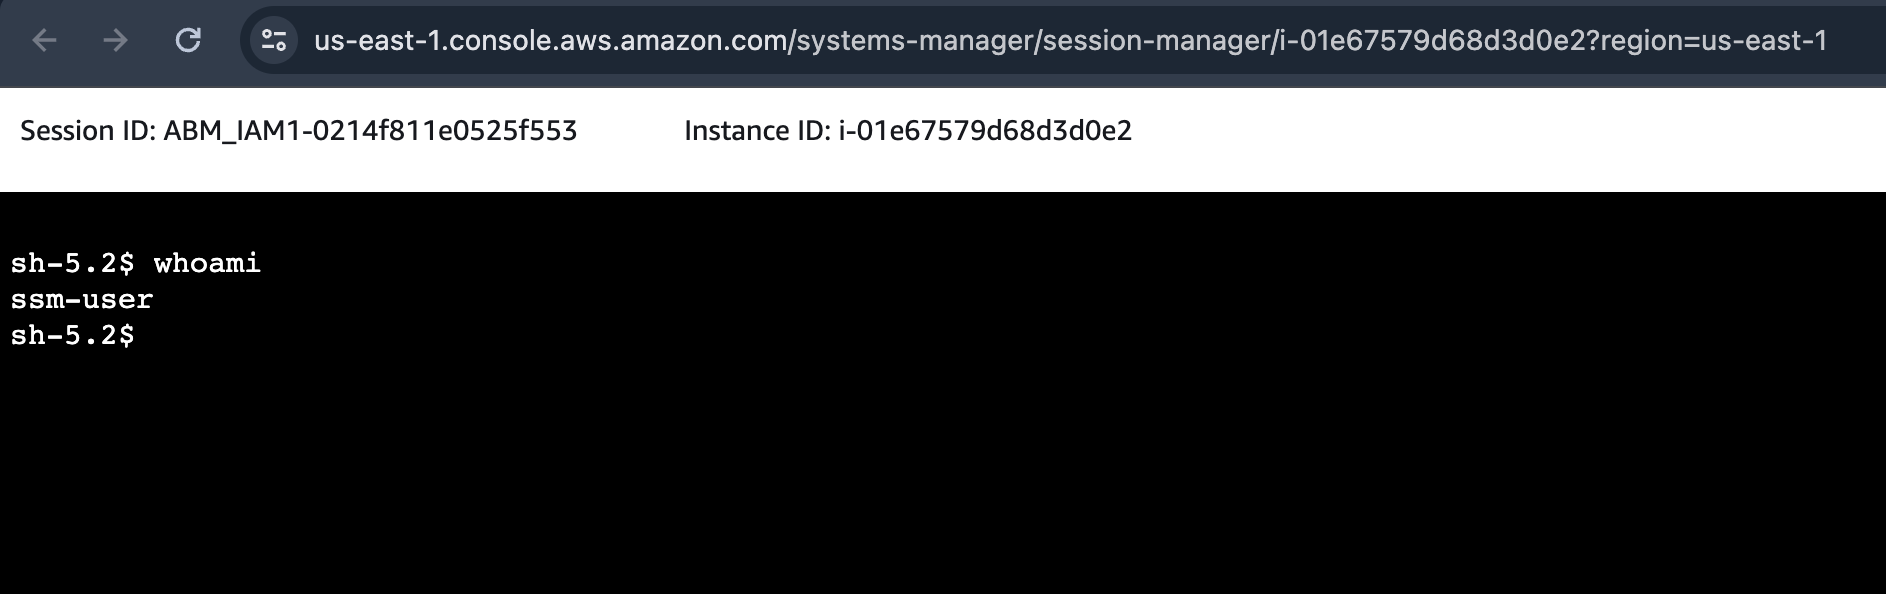 us-east-1.console.aws.amazon.com/systems-manager/session-manager/i-01e67579d68d3d0e2?region=us-east-1
Session ID: ABM_IAM1-0214f811e0525f553 Instance ID: i-01e67579d68d3d0e2
sh-5.2$ whoami
ssm-user
sh-5.2$